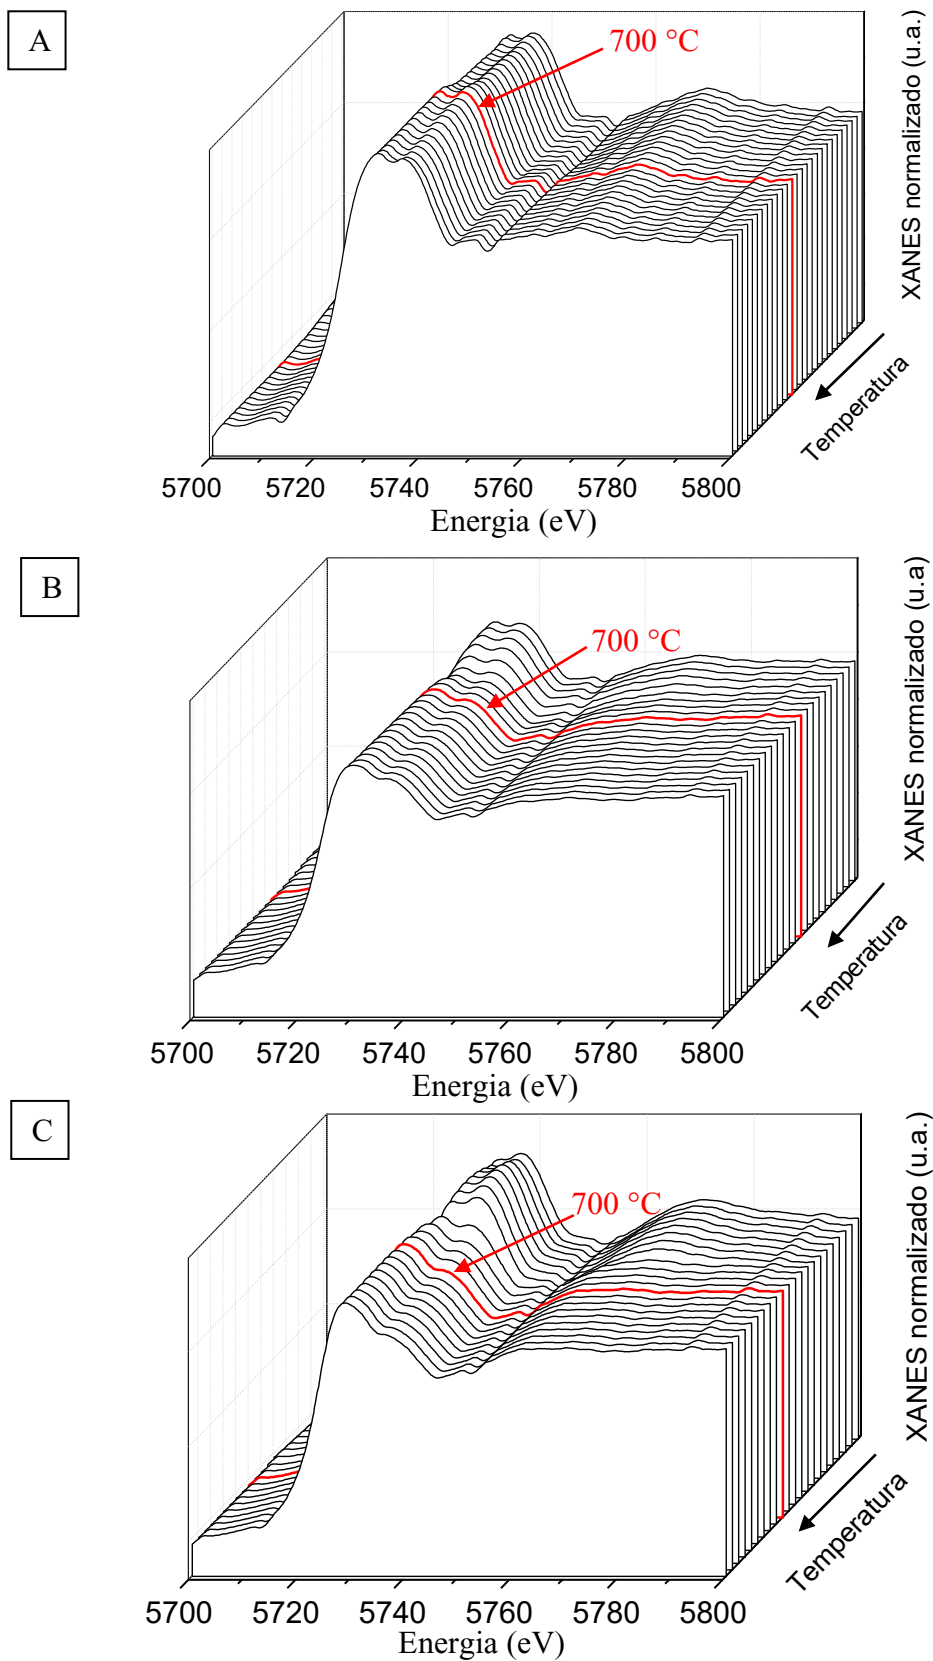 A
700 °C
XANES normalizado (u.a.)
Temperatura
5700 5720 5740 5760 5780 5800
Energia (eV)
B
700 °C
XANES normalizado (u.a)
Temperatura
5700 5720 5740 5760 5780 5800
Energia (eV)
C
700 °C
XANES normalizado (u.a.)
Temperatura
5700 5720 5740 5760 5780 5800
Energia (eV)